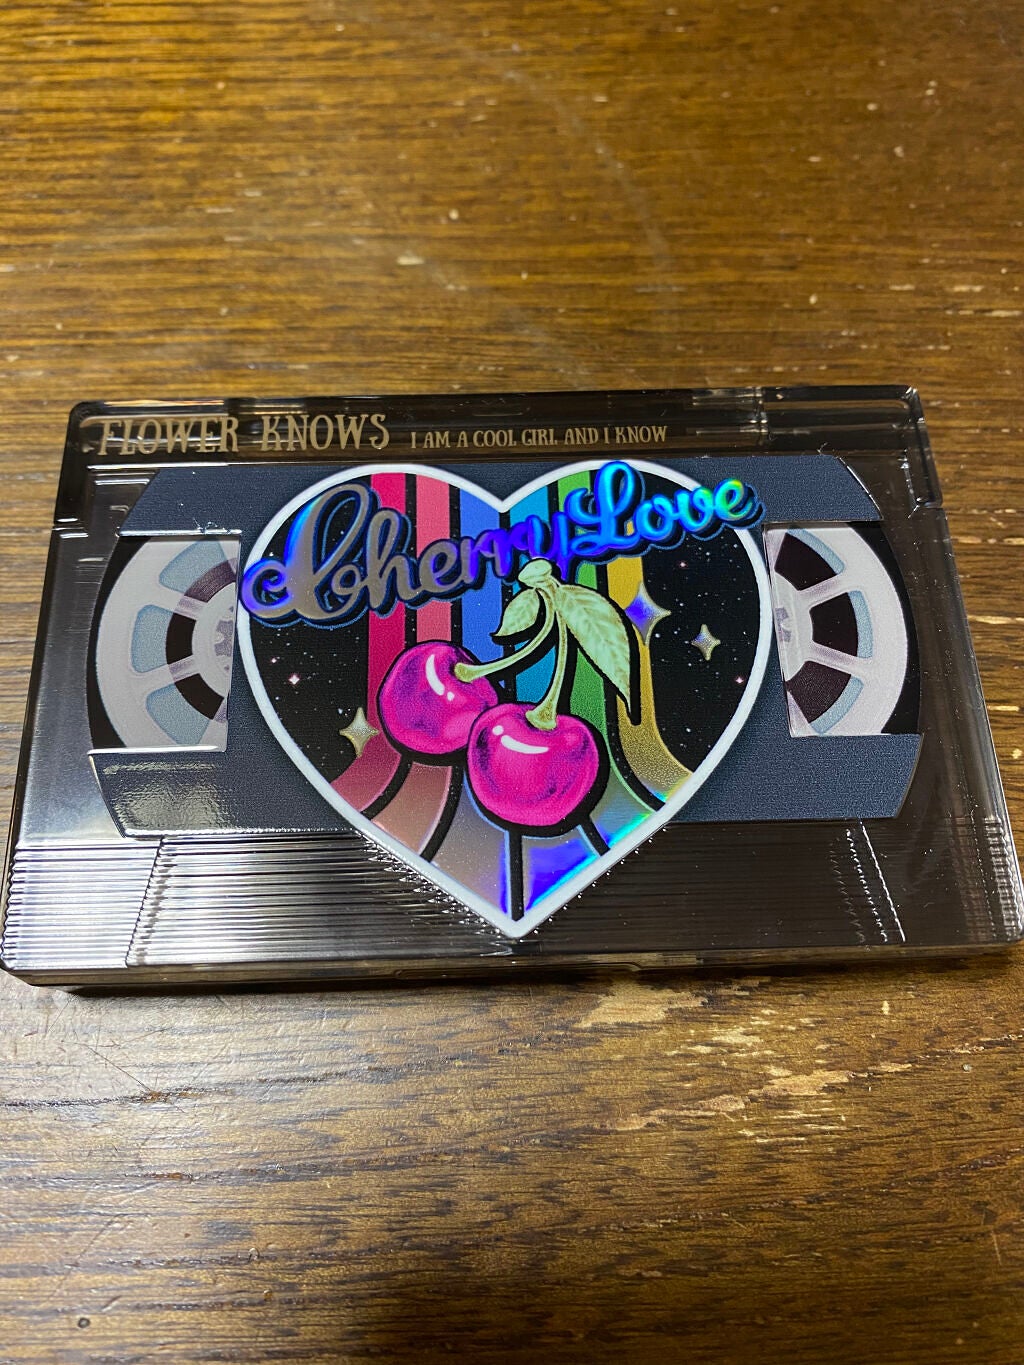 FLOWER KNOWS I AM A COOL GIRL AND I KNOW
Cherry Love